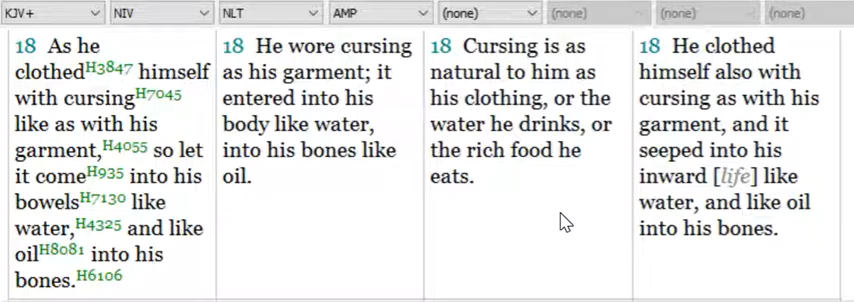 KJV+ NIV NLT AMP (none) (none) (none) (none)
18 As he
clothedH3847 himself
with cursingH7045
like as with his
garment,H4055 so let
it comeH935 into his
bowelsH7130 like
water,H4325 and like
oilH8081 into his
bones.H6106
18 He wore cursing
as his garment; it
entered into his
body like water,
into his bones like
oil.
18 Cursing is as
natural to him as
his clothing, or the
water he drinks, or
the rich food he
eats.
18 He clothed
himself also with
cursing as with his
garment, and it
seeped into his
inward [life] like
water, and like oil
into his bones.